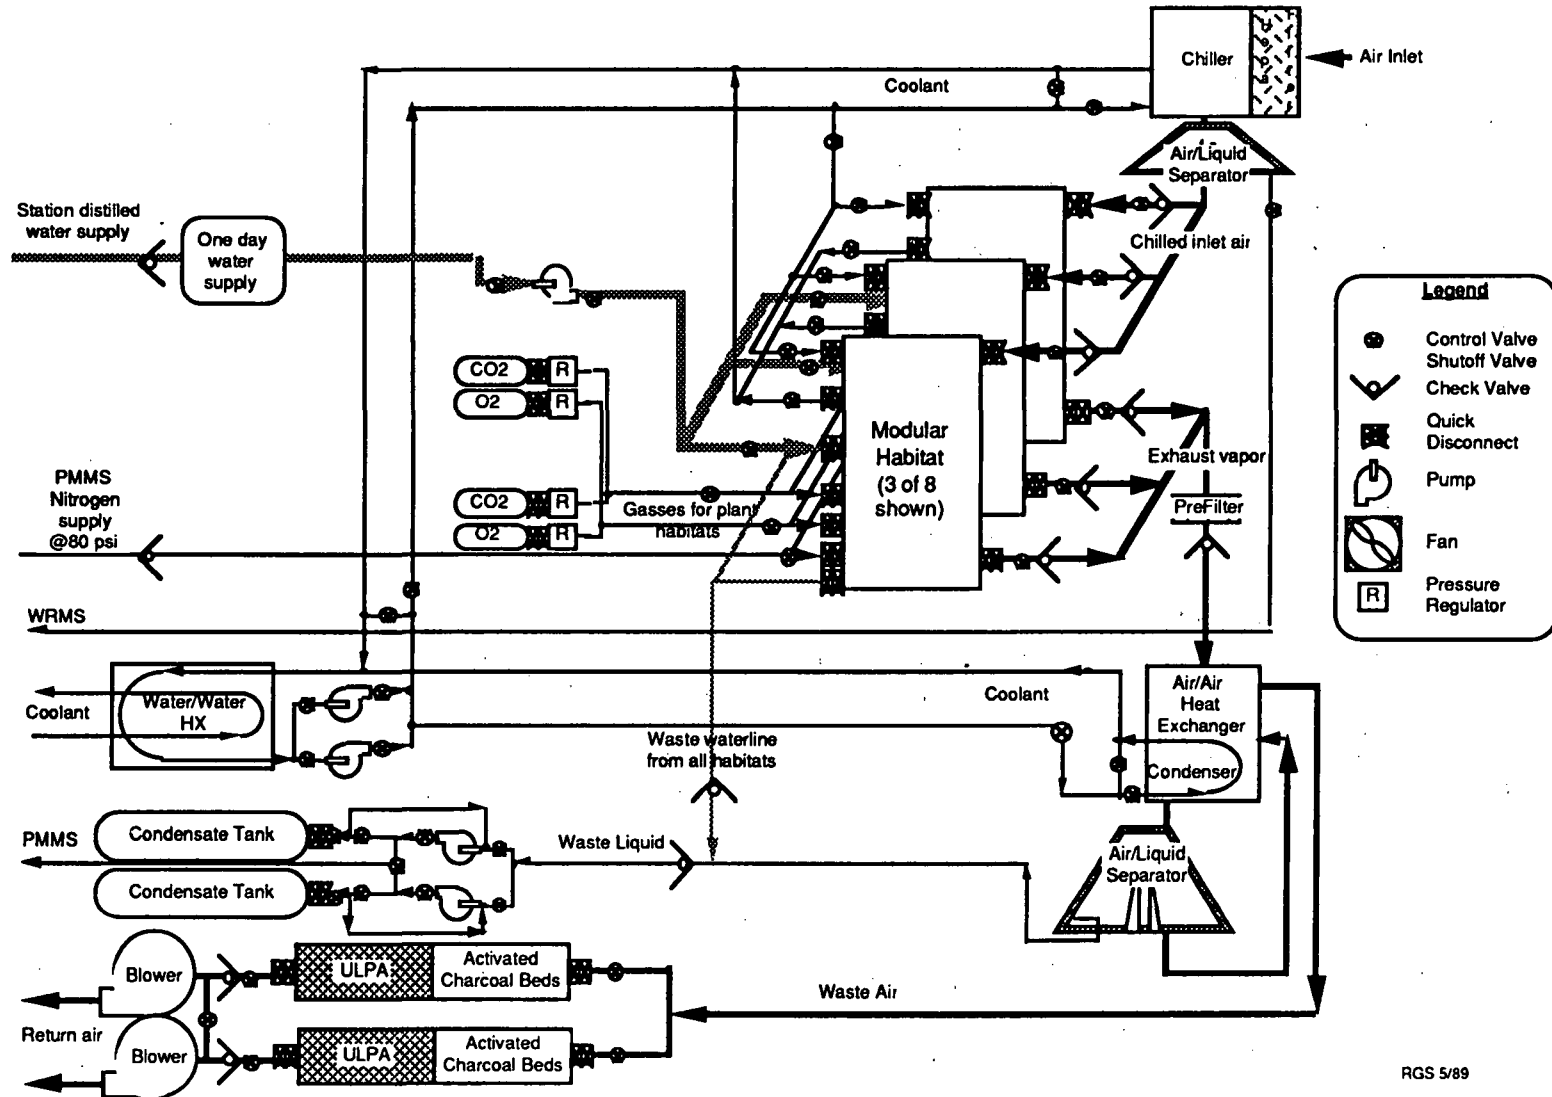 Chiller
Air Inlet
Coolant
Air/Liquid
Separator
Station distilled
water supply
One day
water
supply
Chilled inlet air
Legend
Control Valve
Shutoff Valve
Check Valve
Quick
Disconnect
Pump
Fan
R
Pressure
Regulator
CO2
R
O2
R
Modular
Habitat
(3 of 8
shown)
Exhaust vapor
PreFilter
PMMS
Nitrogen
supply
@80 psi
CO2
R
O2
R
Gasses for plant
habitats
WRMS
Coolant
Water/Water
HX
Coolant
Air/Air
Heat
Exchanger
Condenser
Waste waterline
from all habitats
PMMS
Condensate Tank
Condensate Tank
Waste Liquid
Air/Liquid
Separator
Blower
ULPA
Activated
Charcoal Beds
Waste Air
Return air
Blower
ULPA
Activated
Charcoal Beds
RGS 5/89